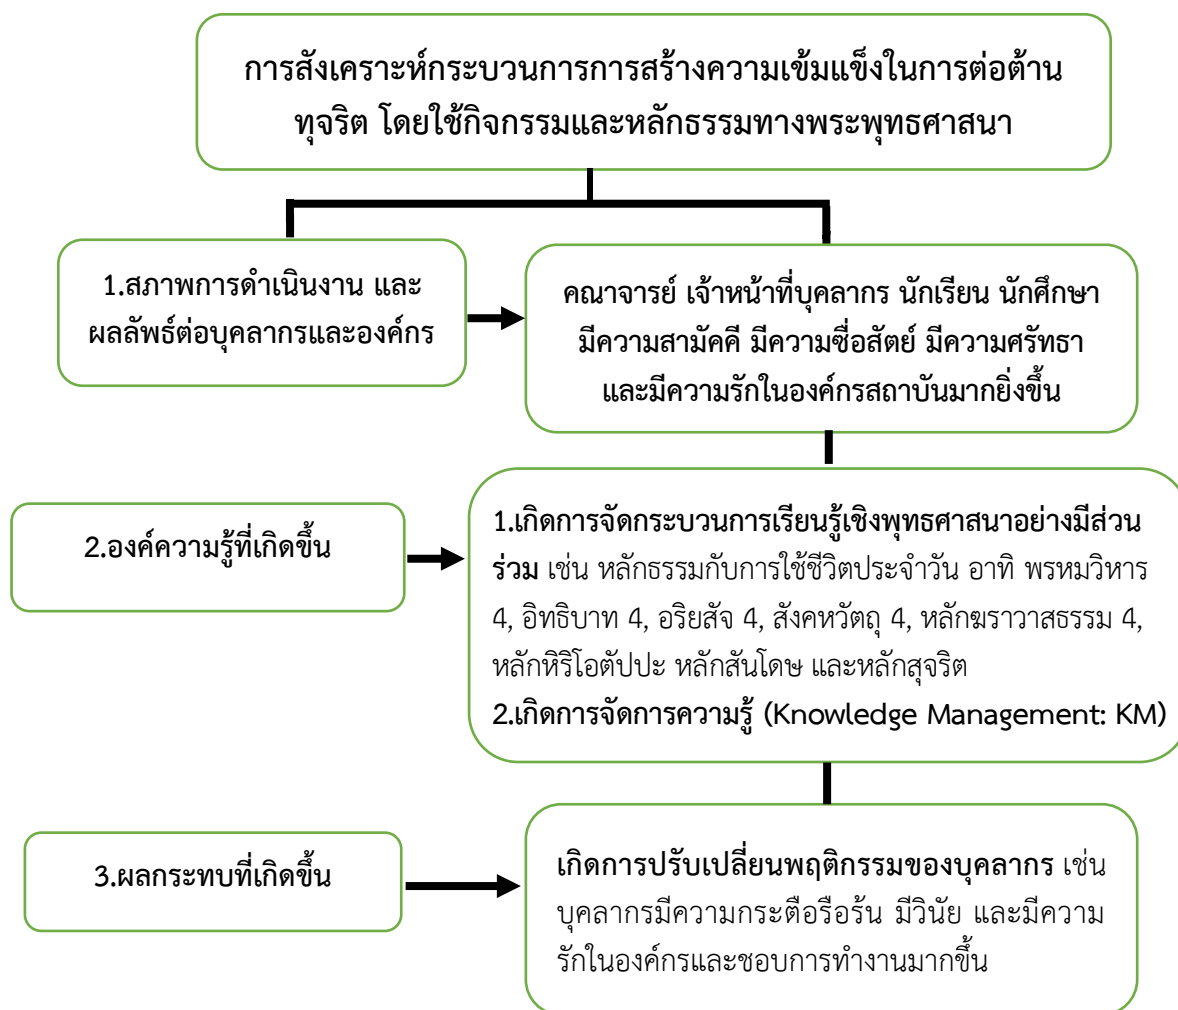 การสังเคราะห์กระบวนการการสร้างความเข้มแข็งในการต่อต้าน
ทุจริต โดยใช้กิจกรรมและหลักธรรมทางพระพุทธศาสนา
1.สภาพการดำเนินงาน และ
ผลลัพธ์ต่อบุคลากรและองค์กร
คณาจารย์ เจ้าหน้าที่บุคลากร นักเรียน นักศึกษา
มีความสามัคคี มีความซื่อสัตย์ มีความศรัทธา
และมีความรักในองค์กรสถาบันมากยิ่งขึ้น
2.องค์ความรู้ที่เกิดขึ้น
1.เกิดการจัดกระบวนการเรียนรู้เชิงพุทธศาสนาอย่างมีส่วน
ร่วม เช่น หลักธรรมกับการใช้ชีวิตประจำวัน อาทิ พรหมวิหาร
4, อิทธิบาท 4, อริยสัจ 4, สังคหวัตถุ 4, หลักฆราวาสธรรม 4,
หลักหิริโอตัปปะ หลักสันโดษ และหลักสุจริต
2.เกิดการจัดการความรู้ (Knowledge Management: KM)
3.ผลกระทบที่เกิดขึ้น
เกิดการปรับเปลี่ยนพฤติกรรมของบุคลากร เช่น
บุคลากรมีความกระตือรือร้น มีวินัย และมีความ
รักในองค์กรและชอบการทำงานมากขึ้น